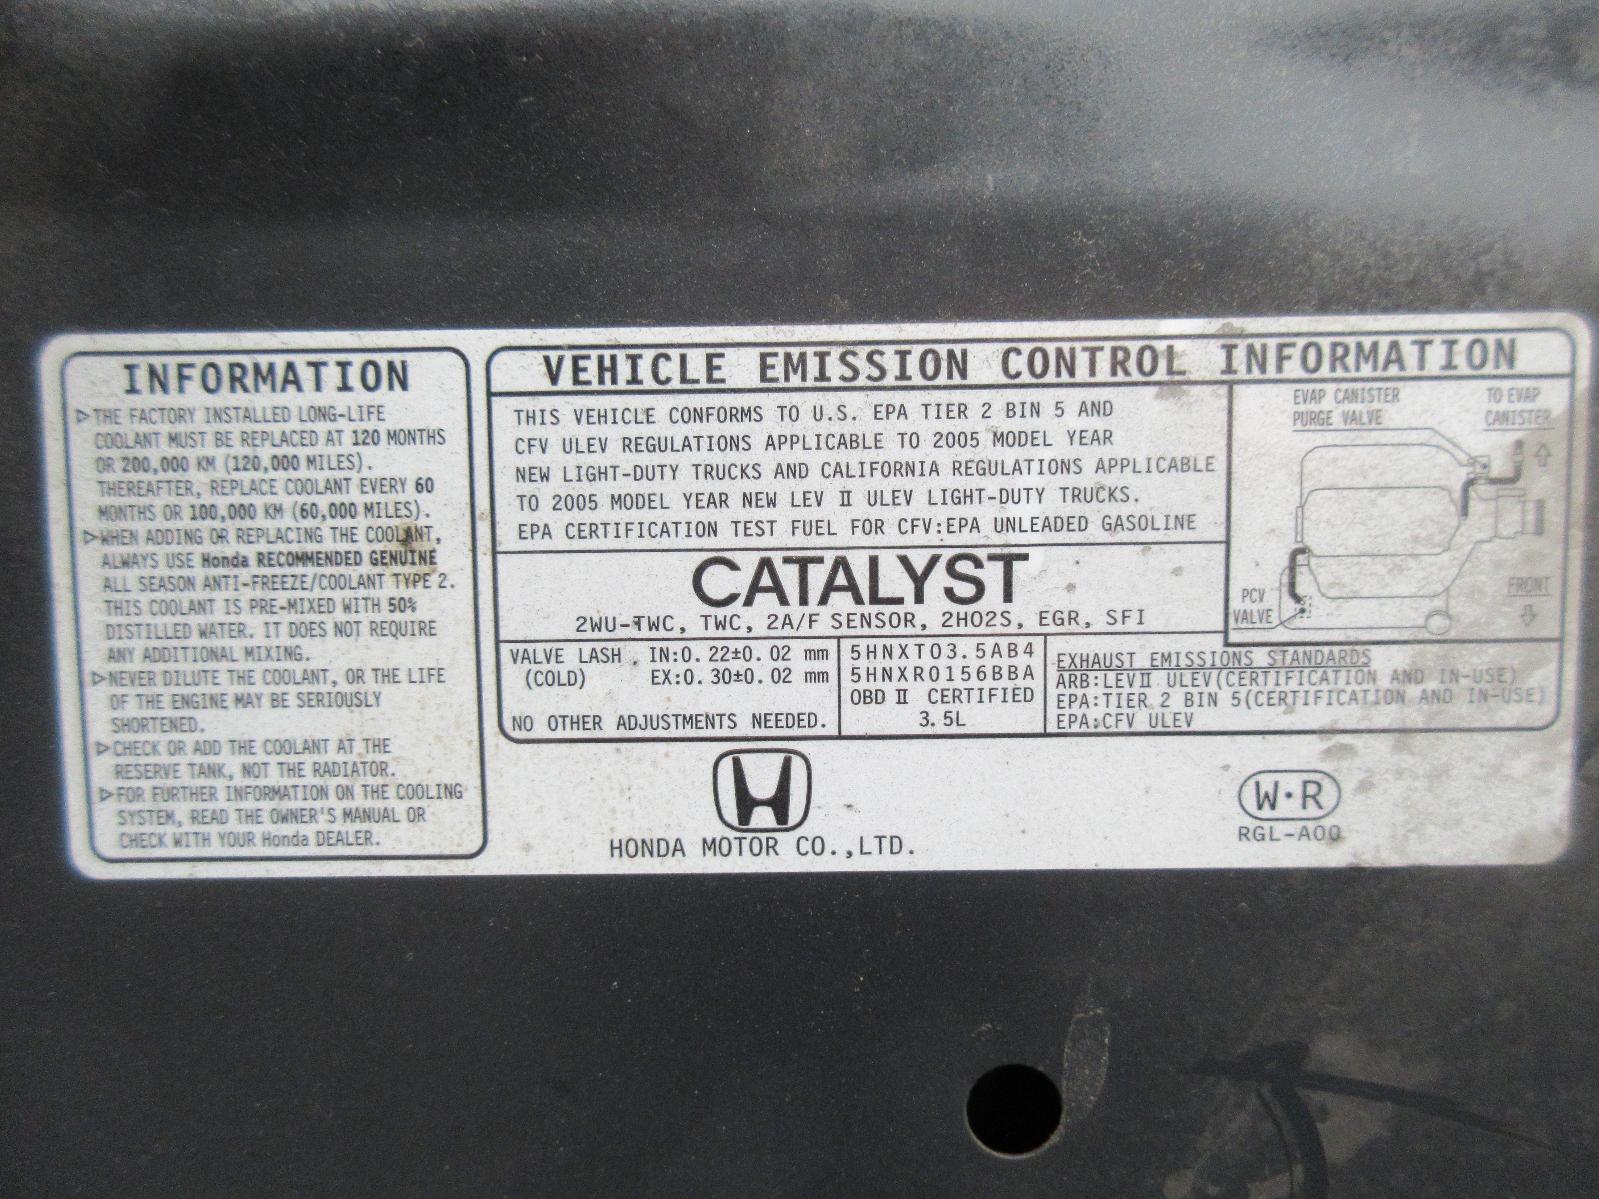 INFORMATION
▷THE FACTORY INSTALLED LONG-LIFE
COOLANT MUST BE REPLACED AT 120 MONTHS
OR 200,000 KM (120,000 MILES).
THEREAFTER, REPLACE COOLANT EVERY 60
MONTHS OR 100,000 KM (60,000 MILES).
▷WHEN ADDING OR REPLACING THE COOLANT,
ALWAYS USE Honda RECOMMENDED GENUINE
ALL SEASON ANTI-FREEZE/COOLANT TYPE 2.
THIS COOLANT IS PRE-MIXED WITH 50%
DISTILLED WATER. IT DOES NOT REQUIRE
ANY ADDITIONAL MIXING.
▷NEVER DILUTE THE COOLANT, OR THE LIFE
OF THE ENGINE MAY BE SERIOUSLY
SHORTENED.
▷CHECK OR ADD THE COOLANT AT THE
RESERVE TANK, NOT THE RADIATOR.
▷FOR FURTHER INFORMATION ON THE COOLING
SYSTEM, READ THE OWNER'S MANUAL OR
CHECK WITH YOUR Honda DEALER.
VEHICLE EMISSION CONTROL INFORMATION
THIS VEHICLE CONFORMS TO U.S. EPA TIER 2 BIN 5 AND
CFV ULEV REGULATIONS APPLICABLE TO 2005 MODEL YEAR
NEW LIGHT-DUTY TRUCKS AND CALIFORNIA REGULATIONS APPLICABLE
TO 2005 MODEL YEAR NEW LEV II ULEV LIGHT-DUTY TRUCKS.
EPA CERTIFICATION TEST FUEL FOR CFV:EPA UNLEADED GASOLINE
CATALYST
2WU-TWC, TWC, 2A/F SENSOR, 2HO2S, EGR, SFI
VALVE LASH IN:0.22±0.02 mm
(COLD) EX:0.30±0.02 mm
NO OTHER ADJUSTMENTS NEEDED.
5HNXT03.5AB4
5HNXR0156BBA
OBD II CERTIFIED
3.5L
EXHAUST EMISSIONS STANDARDS
ARB:LEVII ULEV(CERTIFICATION AND IN-USE)
EPA:TIER 2 BIN 5(CERTIFICATION AND IN-USE)
EPA:CFV ULEV
EVAP CANISTER
PURGE VALVE
TO EVAP
CANISTER
PCV
VALVE
FRONT
HONDA MOTOR CO.,LTD.
W·R
RGL-A00